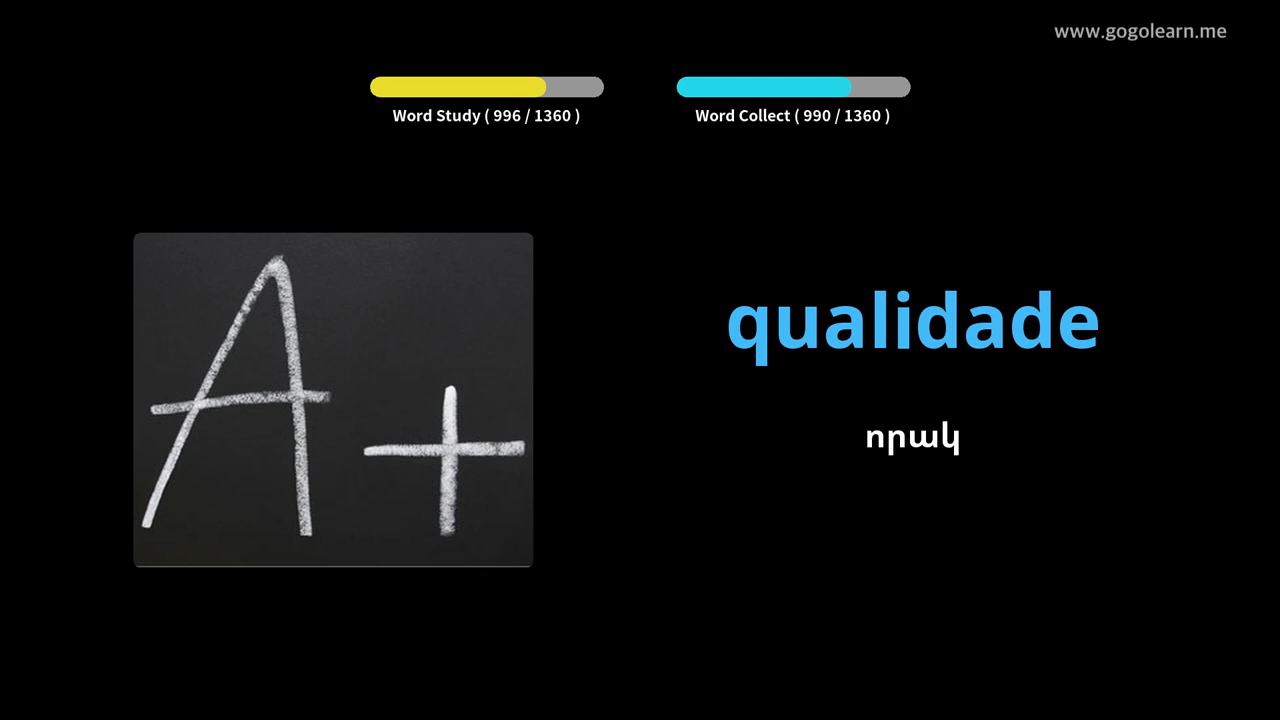 www.gogolearn.me
Word Study ( 996 / 1360 )
Word Collect ( 990 / 1360 )
A+
qualidade
որակ